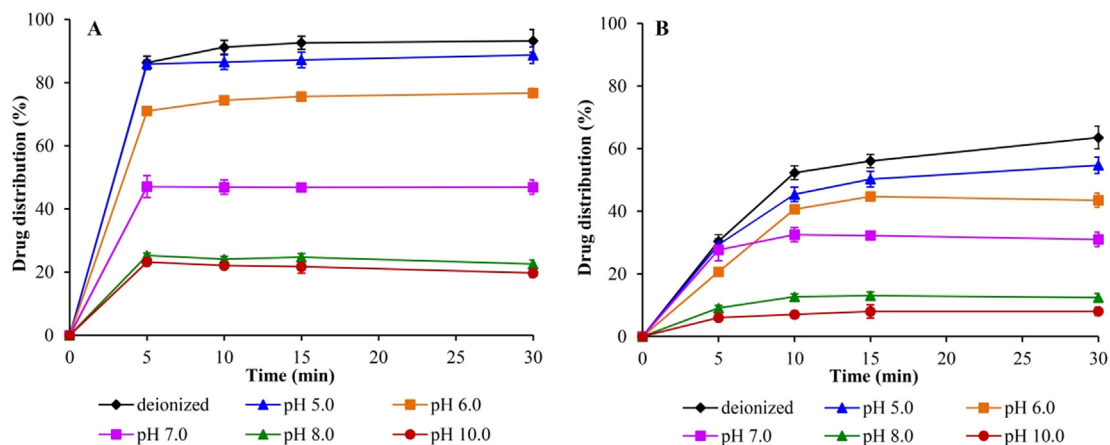 A
Drug distribution (%)
100
80
60
40
20
0
0 5 10 15 20 25 30
Time (min)
deionized pH 5.0 pH 6.0
pH 7.0 pH 8.0 pH 10.0
B
Drug distribution (%)
100
80
60
40
20
0
0 5 10 15 20 25 30
Time (min)
deionized pH 5.0 pH 6.0
pH 7.0 pH 8.0 pH 10.0